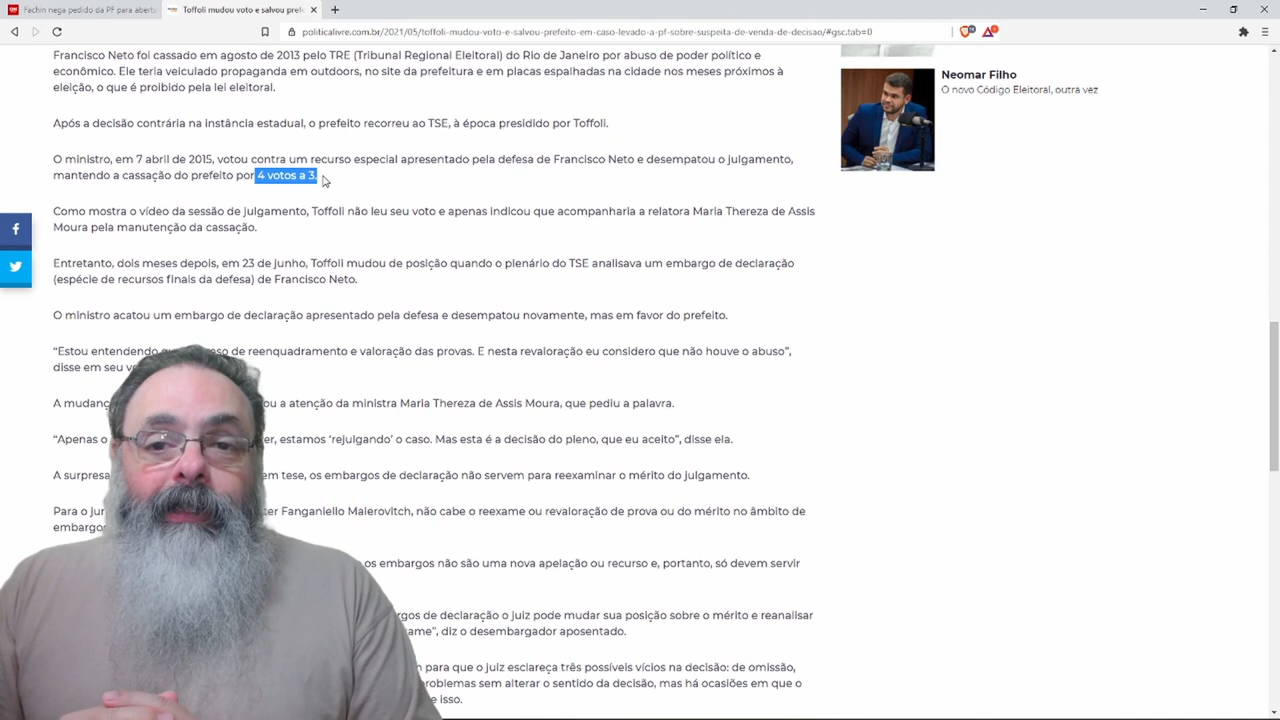 Fachin nega pedido da PF para abertu
Toffoli mudou voto e salvou prefe
politicalivre.com.br/2021/05/toffoli-mudou-voto-e-salvou-prefeito-em-caso-levado-a-pf-sobre-suspeita-de-venda-de-decisao/#gsc.tab=0
Francisco Neto foi cassado em agosto de 2013 pelo TRE (Tribunal Regional Eleitoral) do Rio de Janeiro por abuso de poder político e
econômico. Ele teria veiculado propaganda em outdoors, no site da prefeitura e em placas espalhadas na cidade nos meses próximos à
eleição, o que é proibido pela lei eleitoral.
Após a decisão contrária na instância estadual, o prefeito recorreu ao TSE, à época presidido por Toffoli.
O ministro, em 7 abril de 2015, votou contra um recurso especial apresentado pela defesa de Francisco Neto e desempatou o julgamento,
mantendo a cassação do prefeito por 4 votos a 3.
Como mostra o vídeo da sessão de julgamento, Toffoli não leu seu voto e apenas indicou que acompanharia a relatora Maria Thereza de Assis
Moura pela manutenção da cassação.
Entretanto, dois meses depois, em 23 de junho, Toffoli mudou de posição quando o plenário do TSE analisava um embargo de declaração
(espécie de recursos finais da defesa) de Francisco Neto.
O ministro acatou um embargo de declaração apresentado pela defesa e desempatou novamente, mas em favor do prefeito.
“Estou entendendo so de reenquadramento e valoração das provas. E nesta revaloração eu considero que não houve o abuso”,
disse em seu v
A mudanç ou a atenção da ministra Maria Thereza de Assis Moura, que pediu a palavra.
“Apenas o er, estamos ‘rejulgando’ o caso. Mas esta é a decisão do pleno, que eu aceito”, disse ela.
A surpresa em tese, os embargos de declaração não servem para reexaminar o mérito do julgamento.
Para o jur ter Fanganiello Maierovitch, não cabe o reexame ou revaloração de prova ou do mérito no âmbito de
embargos
os embargos não são uma nova apelação ou recurso e, portanto, só devem servir
rgos de declaração o juiz pode mudar sua posição sobre o mérito e reanalisar
ame”, diz o desembargador aposentado.
n para que o juiz esclareça três possíveis vícios na decisão: de omissão,
problemas sem alterar o sentido da decisão, mas há ocasiões em que o
e isso.
Neomar Filho
O novo Código Eleitoral, outra vez